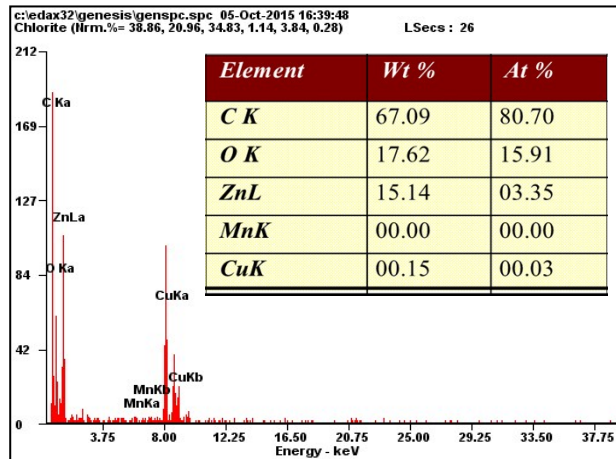 c:\edax32\genesis\genspc.spc 05-Oct-2015 16:39:48
Chlorite (Nrm.%= 38.86, 20.96, 34.83, 1.14, 3.84, 0.28) LSecs : 26
212
169
127
84
42
0
C Ka
ZnLa
O Ka
CuKa
CuKb
MnKb
MnKa
Element Wt % At %
C K 67.09 80.70
O K 17.62 15.91
ZnL 15.14 03.35
MnK 00.00 00.00
CuK 00.15 00.03
3.75 8.00 12.25 16.50 20.75 25.00 29.25 33.50 37.75
Energy - keV